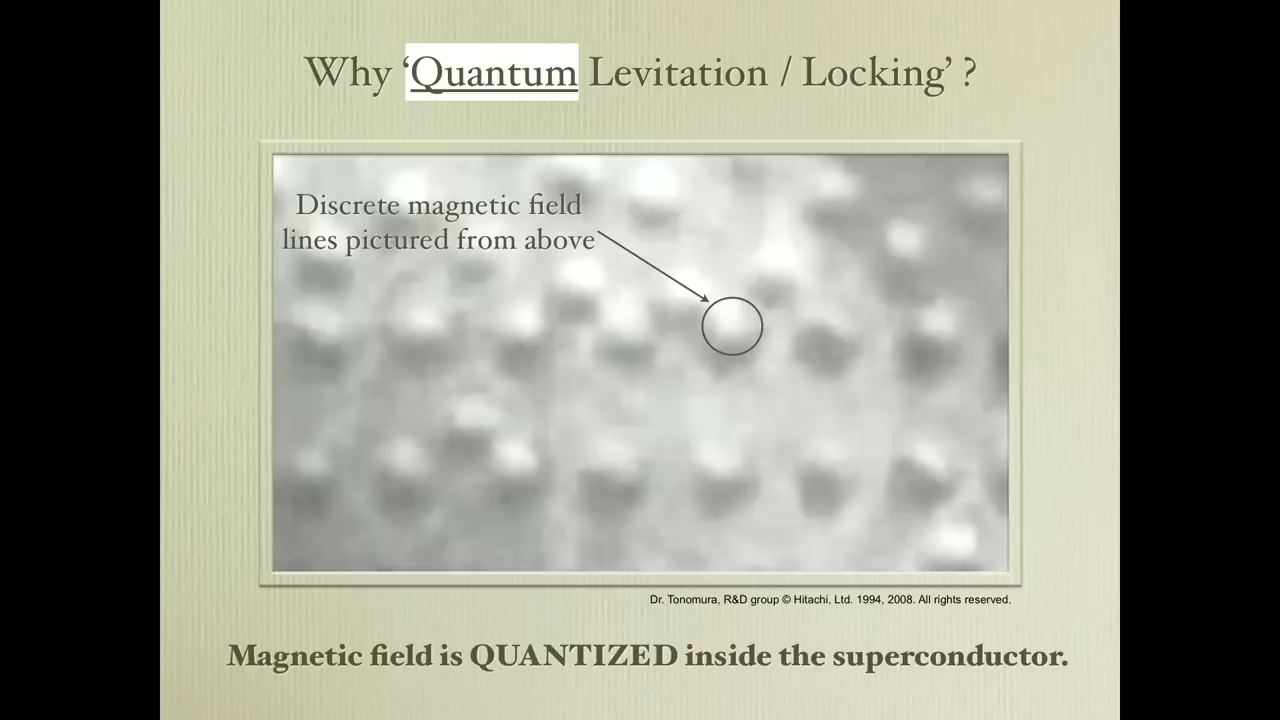 Why ‘Quantum Levitation / Locking’ ?
Discrete magnetic field
lines pictured from above
Dr. Tonomura, R&D group © Hitachi, Ltd. 1994, 2008. All rights reserved.
Magnetic field is QUANTIZED inside the superconductor.